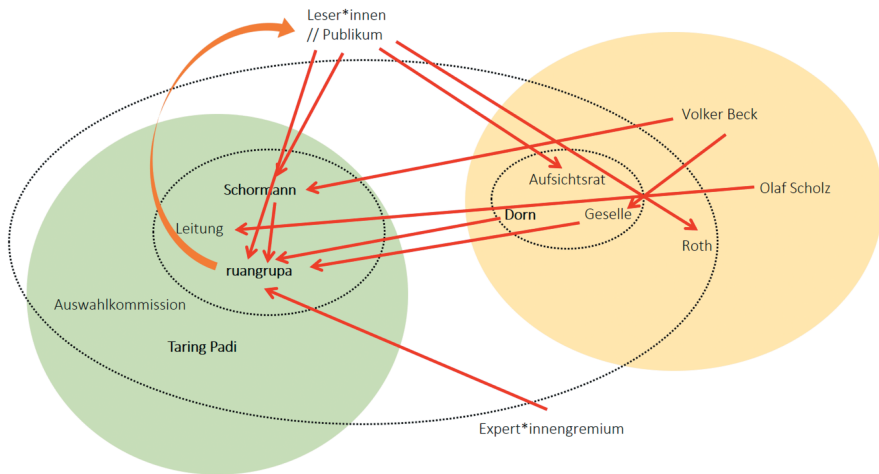 Leser*innen
// Publikum
Volker Beck
Aufsichtsrat
Schormann
Olaf Scholz
Dorn
Geselle
Leitung
Roth
ruangrupa
Auswahlkommission
Taring Padi
Expert*innengremium